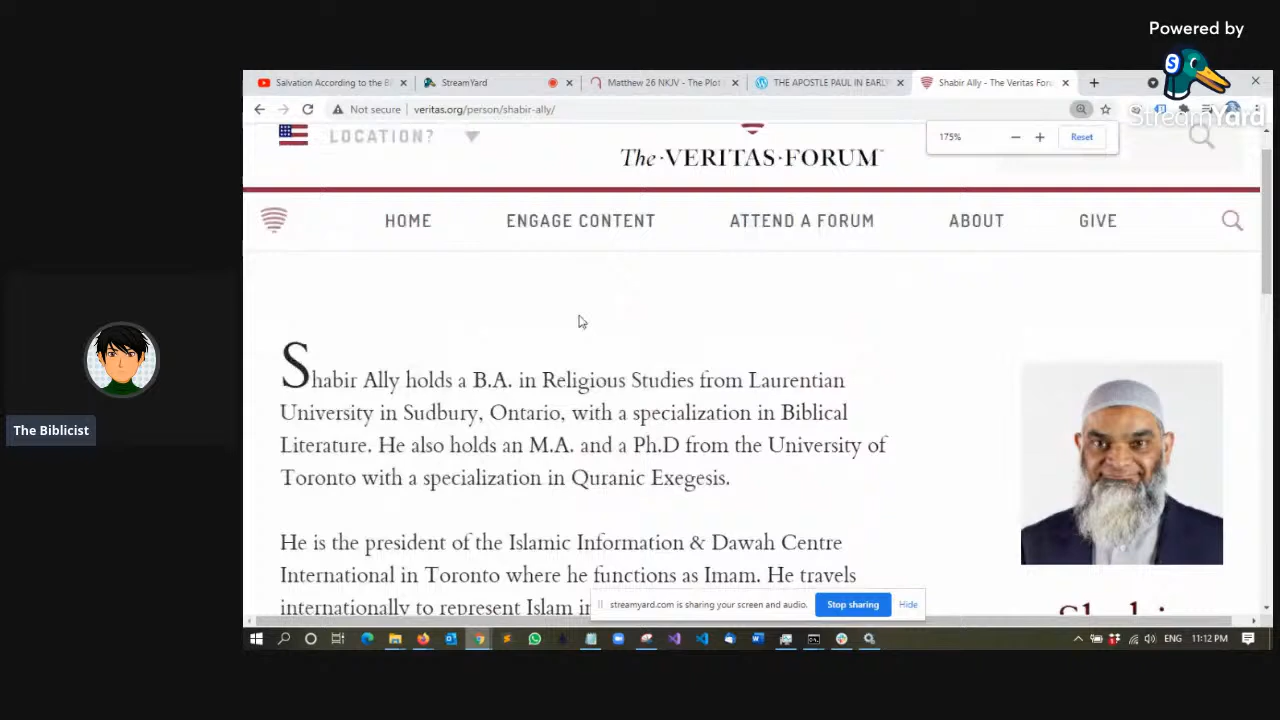 Powered by
S
StreamYard
Salvation According to the Bi
StreamYard
Matthew 26 NKJV - The Plot
THE APOSTLE PAUL IN EARLY
Shabir Ally - The Veritas For
Not secure
veritas.org/person/shabir-ally/
175%
Reset
LOCATION?
The·VERITAS·FORUM
HOME
ENGAGE CONTENT
ATTEND A FORUM
ABOUT
GIVE
Shabir Ally holds a B.A. in Religious Studies from Laurentian
University in Sudbury, Ontario, with a specialization in Biblical
Literature. He also holds an M.A. and a Ph.D from the University of
Toronto with a specialization in Quranic Exegesis.
He is the president of the Islamic Information & Dawah Centre
International in Toronto where he functions as Imam. He travels
internationally to represent Islam in
The Biblicist
streamyard.com is sharing your screen and audio.
Stop sharing
Hide
ENG
11:12 PM